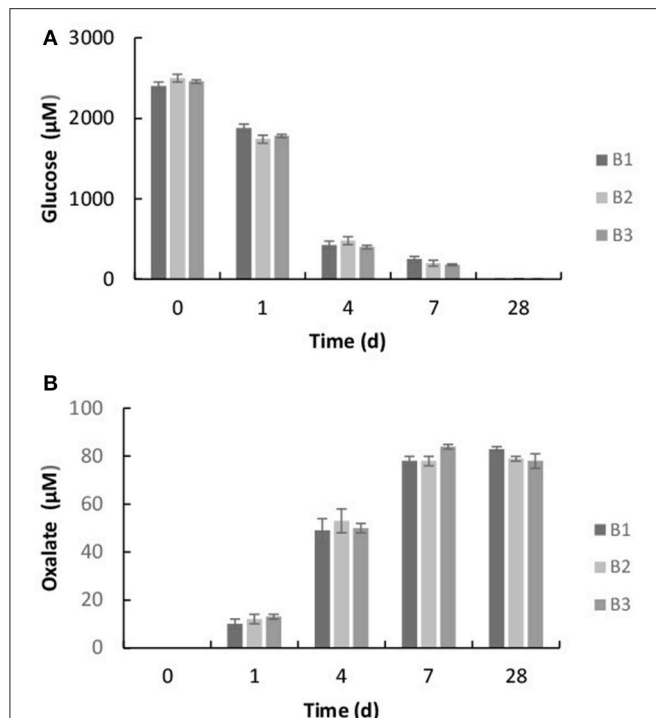 A
3000
2000
1000
0
Glucose (µM)
0 1 4 7 28
Time (d)
B1
B2
B3
B
100
80
60
40
20
0
Oxalate (µM)
0 1 4 7 28
Time (d)
B1
B2
B3